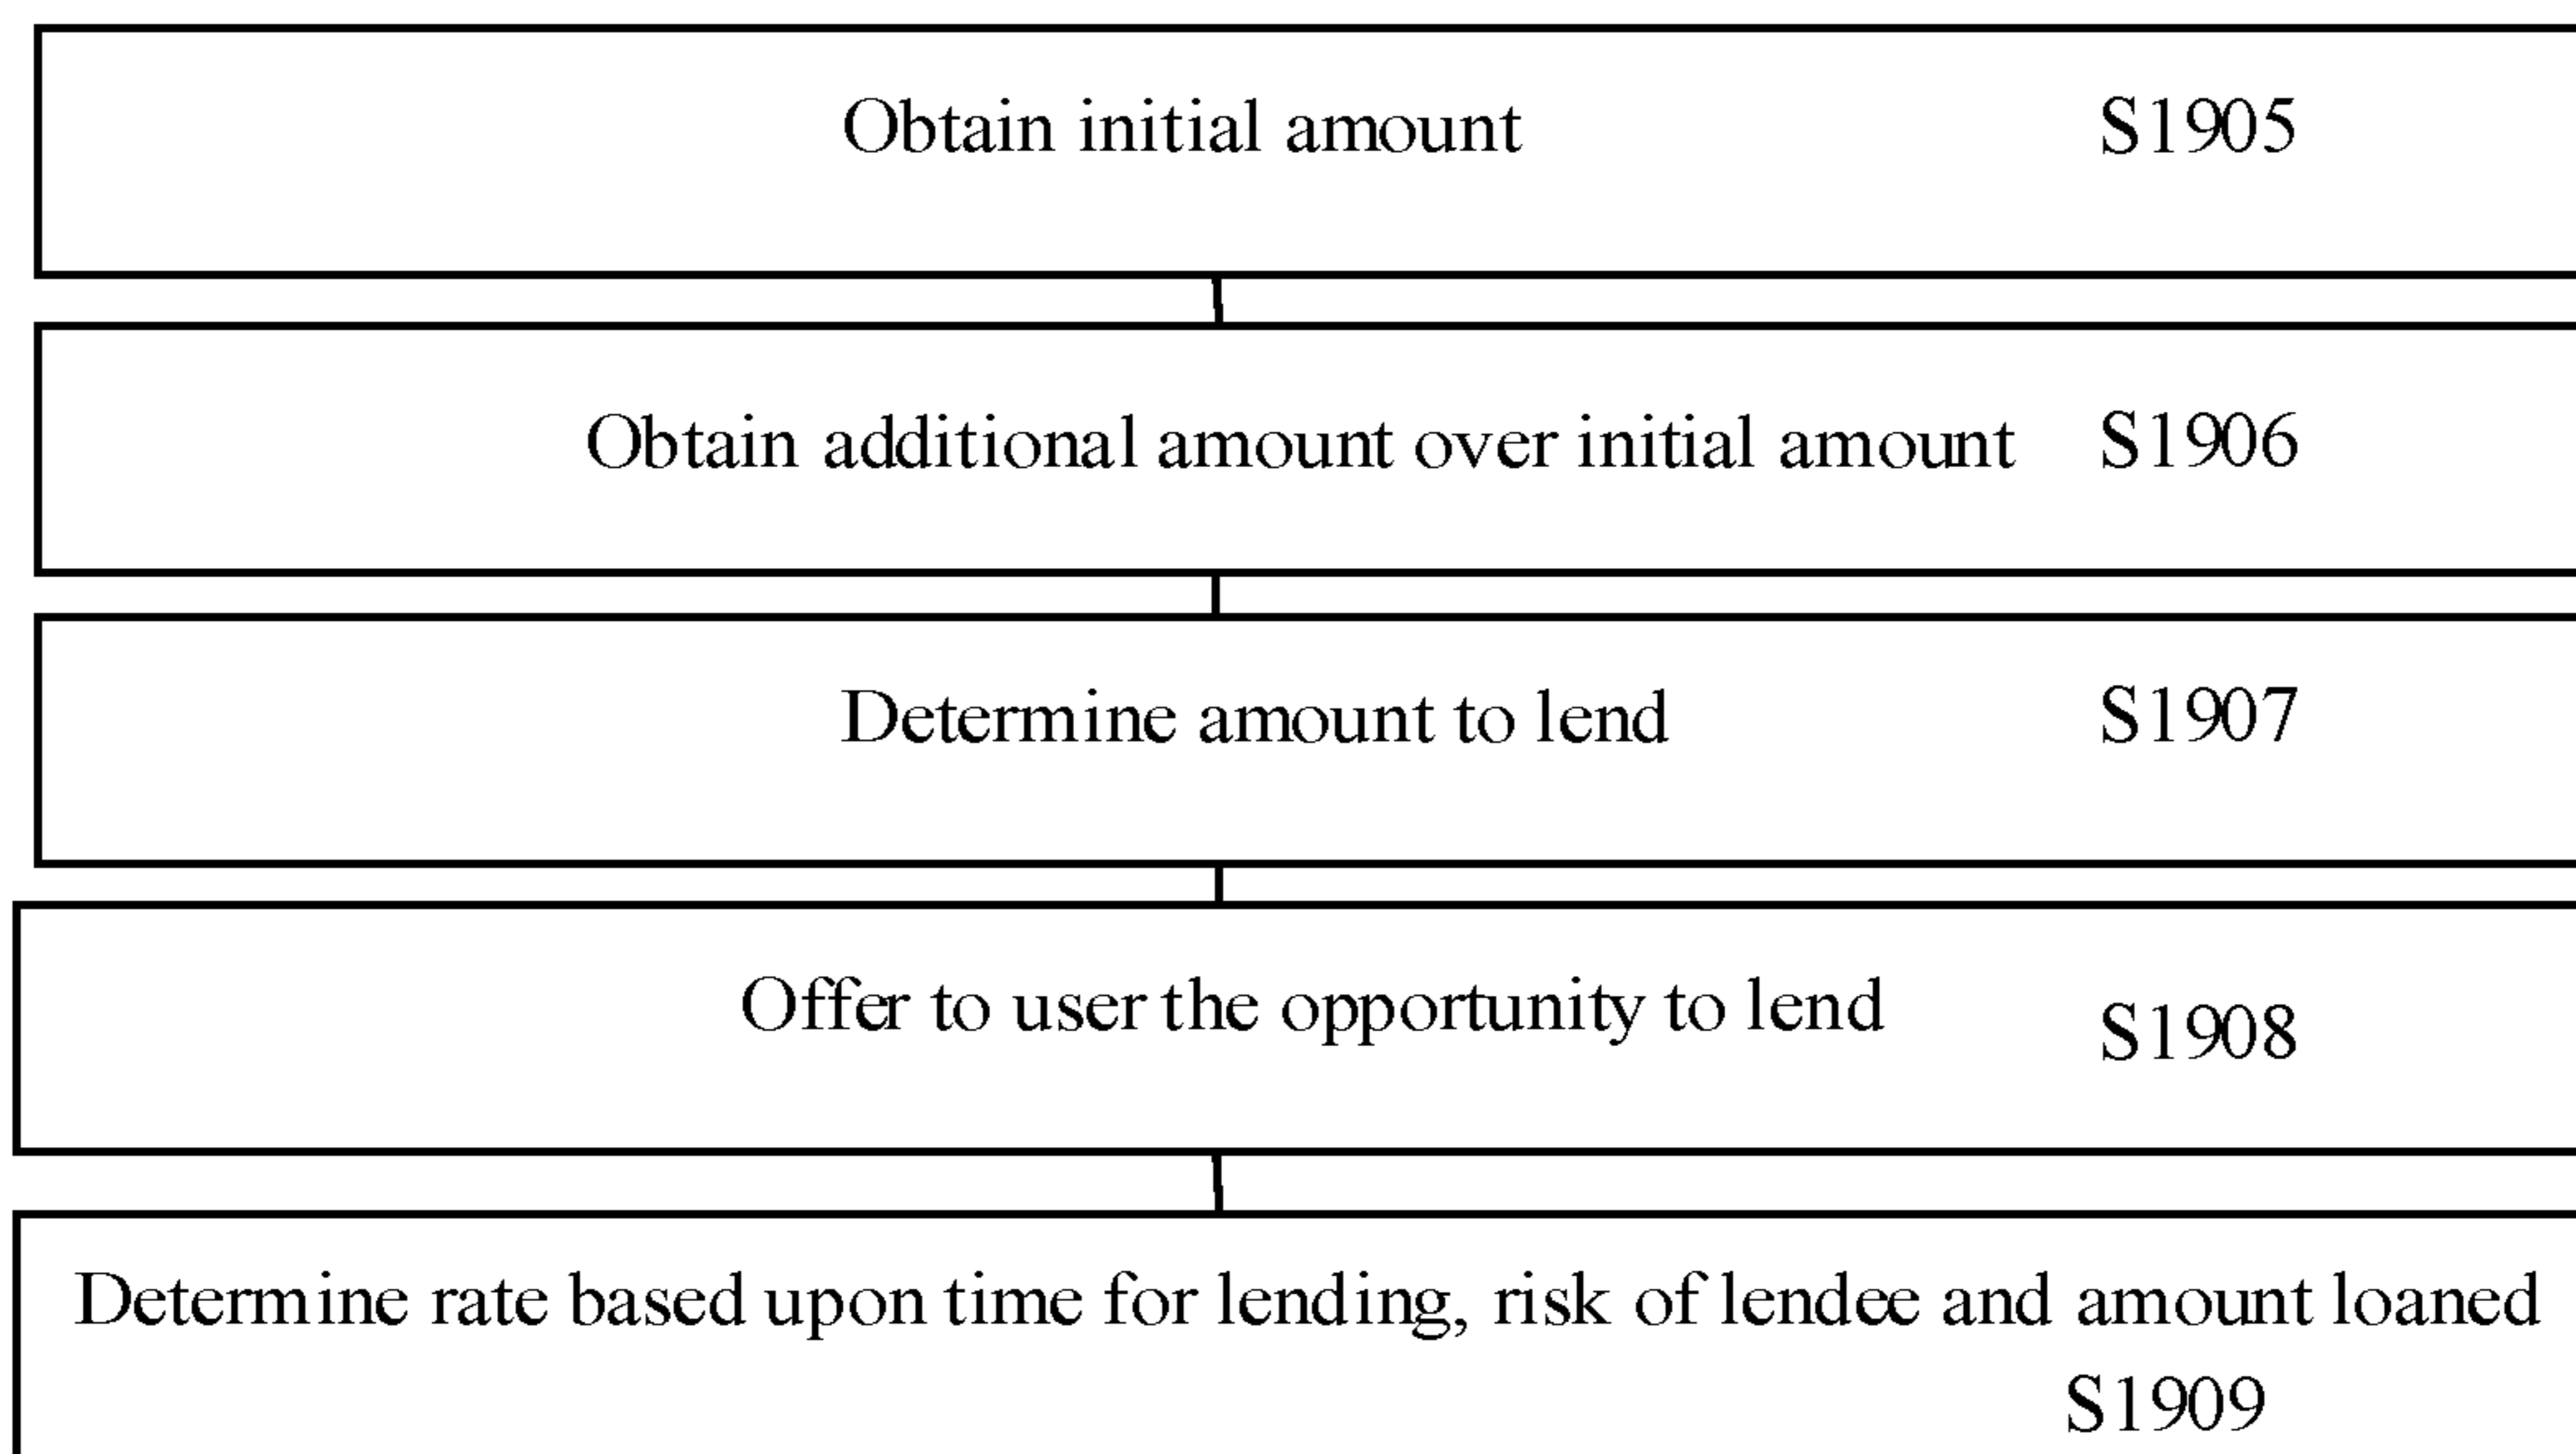 Obtain initial amount S1905
Obtain additional amount over initial amount S1906
Determine amount to lend S1907
Offer to user the opportunity to lend S1908
Determine rate based upon time for lending, risk of lendee and amount loaned
S1909